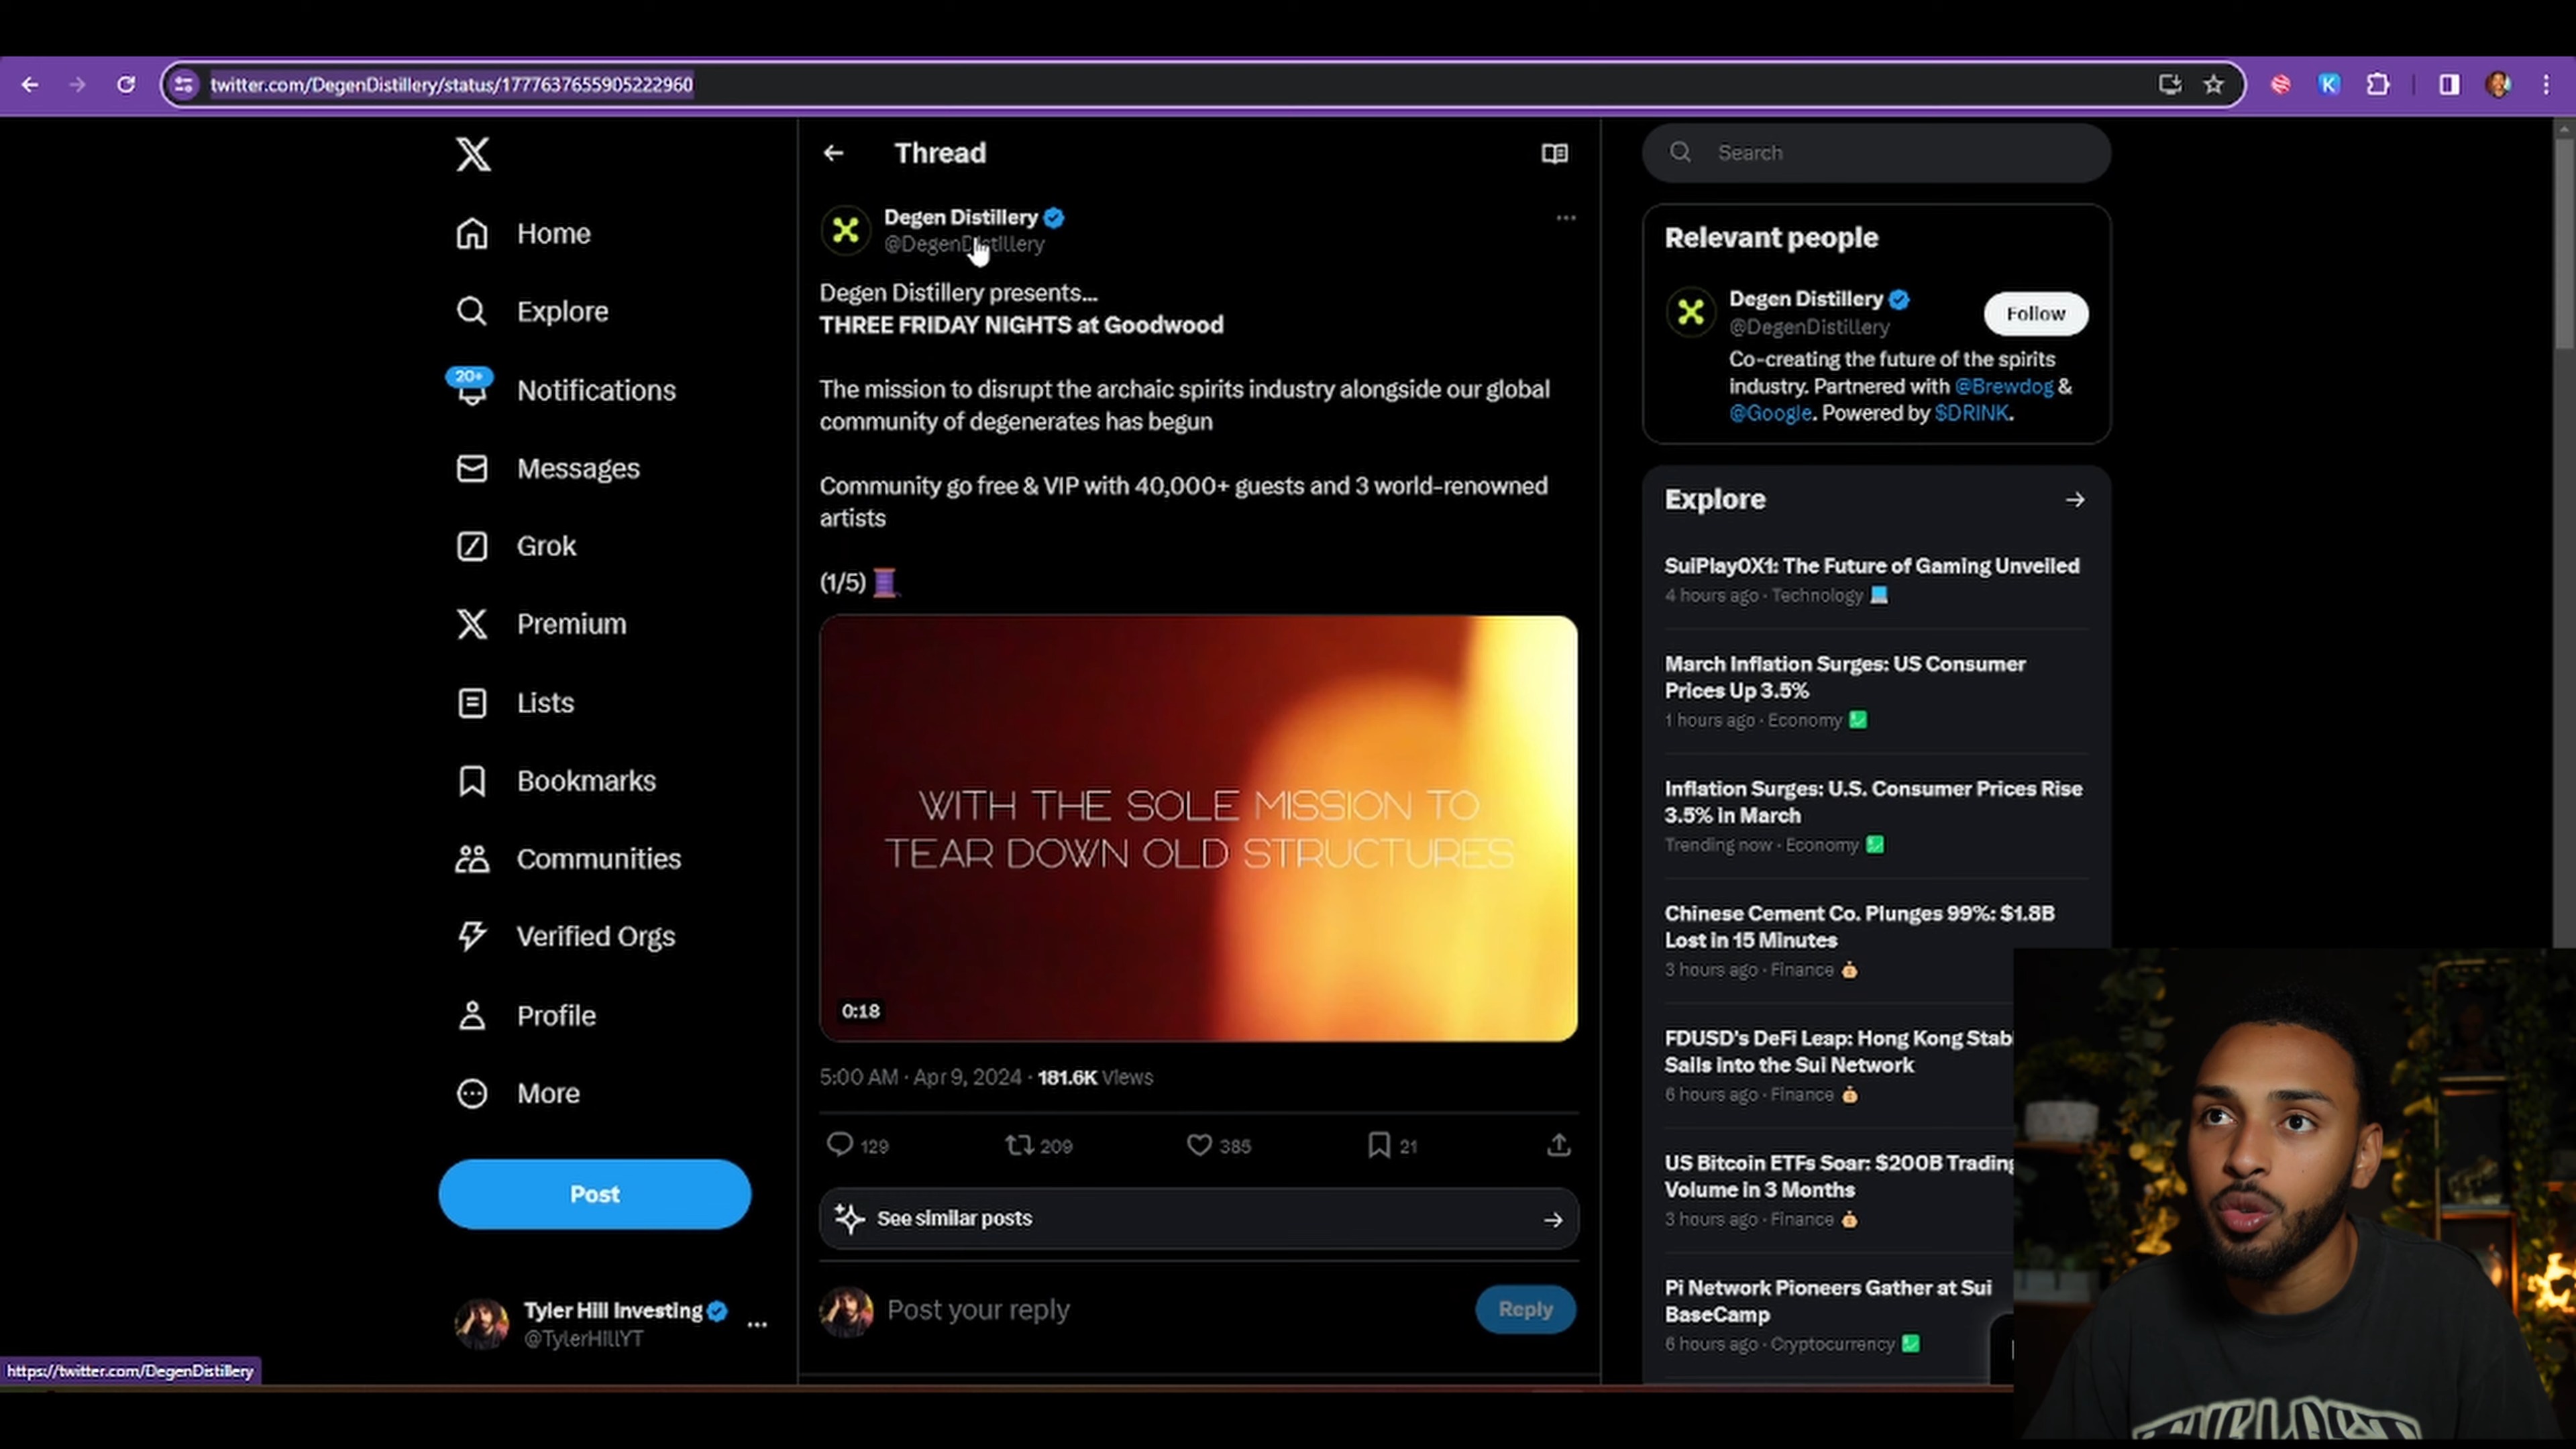 twitter.com/DegenDistillery/status/1777637655905222960
Home
Explore
20+
Notifications
Messages
Grok
Premium
Lists
Bookmarks
Communities
Verified Orgs
Profile
More
Post
Tyler Hill Investing
@TylerHillYT
https://twitter.com/DegenDistillery
Thread
Degen Distillery
@DegenDistillery
Degen Distillery presents...
THREE FRIDAY NIGHTS at Goodwood
The mission to disrupt the archaic spirits industry alongside our global
community of degenerates has begun
Community go free & VIP with 40,000+ guests and 3 world-renowned
artists
(1/5)
WITH THE SOLE MISSION TO
TEAR DOWN OLD STRUCTURES
0:18
5:00 AM · Apr 9, 2024 · 181.6K Views
129 209 385 21
See similar posts
Post your reply
Reply
Search
Relevant people
Degen Distillery
@DegenDistillery
Follow
Co-creating the future of the spirits
industry. Partnered with @Brewdog &
@Google. Powered by $DRINK.
Explore
SuiPlay0X1: The Future of Gaming Unveiled
4 hours ago · Technology
March Inflation Surges: US Consumer
Prices Up 3.5%
1 hours ago · Economy
Inflation Surges: U.S. Consumer Prices Rise
3.5% in March
Trending now · Economy
Chinese Cement Co. Plunges 99%: $1.8B
Lost in 15 Minutes
3 hours ago · Finance
FDUSD's DeFi Leap: Hong Kong
Sails into the Sui Network
6 hours ago · Finance
US Bitcoin ETFs Soar: $200B Trading
Volume in 3 Months
3 hours ago · Finance
Pi Network Pioneers Gather at Sui
BaseCamp
6 hours ago · Cryptocurrency